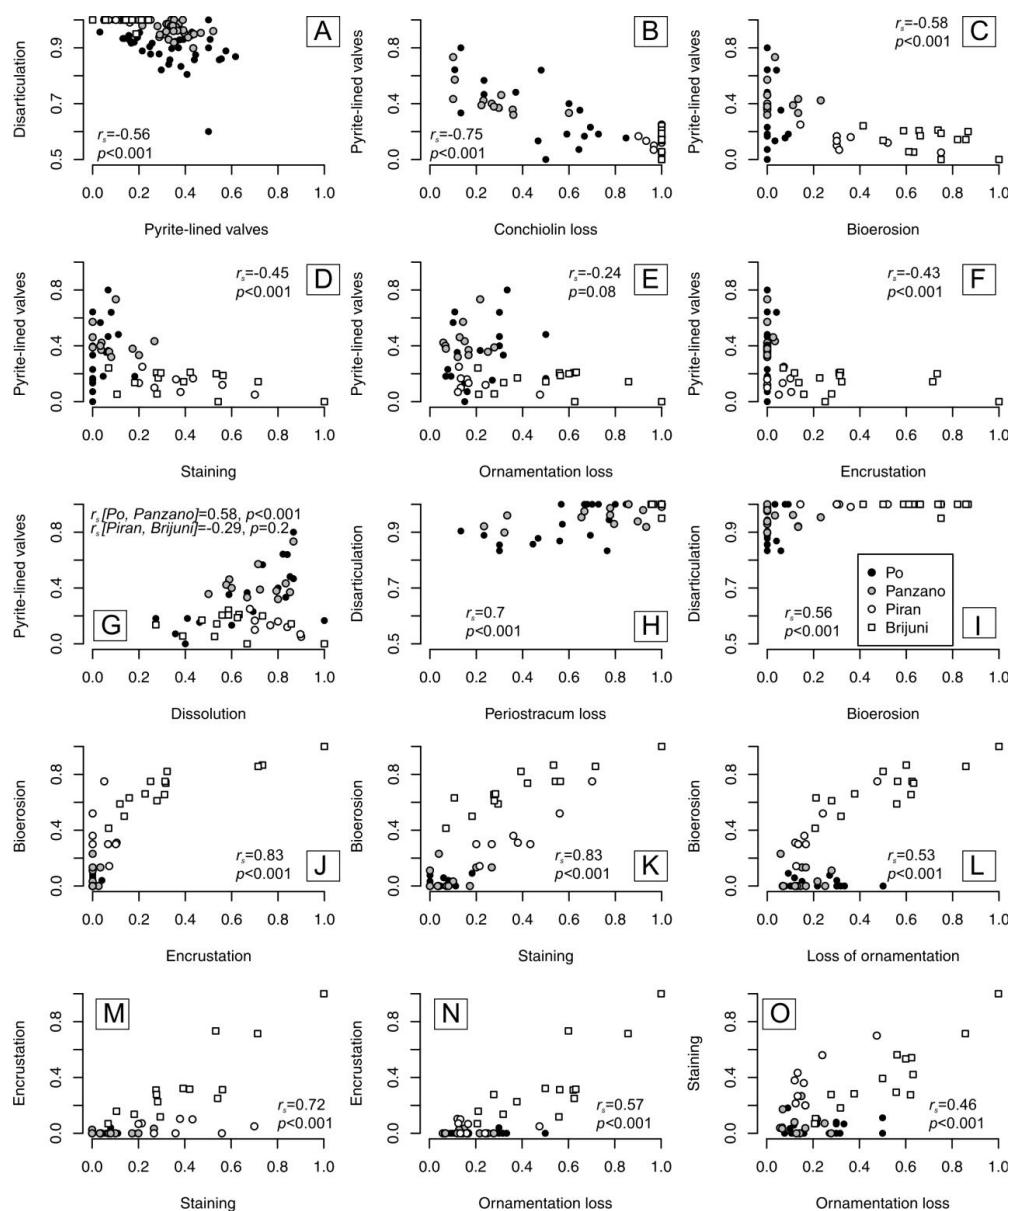 A
Disarticulation
0.5 0.7 0.9
r_s=-0.56
p<0.001
0.0 0.2 0.4 0.6 0.8 1.0
Pyrite-lined valves
B
Pyrite-lined valves
0.0 0.4 0.8
r_s=-0.75
p<0.001
0.0 0.2 0.4 0.6 0.8 1.0
Conchiolin loss
r_s=-0.58
p<0.001
C
Pyrite-lined valves
0.0 0.4 0.8
0.0 0.2 0.4 0.6 0.8 1.0
Bioerosion
r_s=-0.45
p<0.001
D
Pyrite-lined valves
0.0 0.4 0.8
0.0 0.2 0.4 0.6 0.8 1.0
Staining
r_s=-0.24
p=0.08
E
Pyrite-lined valves
0.0 0.4 0.8
0.0 0.2 0.4 0.6 0.8 1.0
Ornamentation loss
r_s=-0.43
p<0.001
F
Pyrite-lined valves
0.0 0.4 0.8
0.0 0.2 0.4 0.6 0.8 1.0
Encrustation
r_s[Po, Panzano]=0.58, p<0.001
r_s[Piran, Brijuni]=-0.29, p=0.2
G
Pyrite-lined valves
0.0 0.4 0.8
0.0 0.2 0.4 0.6 0.8 1.0
Dissolution
Disarticulation
0.5 0.7 0.9
r_s=0.7
p<0.001
H
0.0 0.2 0.4 0.6 0.8 1.0
Periostracum loss
Disarticulation
0.5 0.7 0.9
Po
Panzano
Piran
Brijuni
r_s=0.56
p<0.001
I
0.0 0.2 0.4 0.6 0.8 1.0
Bioerosion
Bioerosion
0.0 0.4 0.8
r_s=0.83
p<0.001
J
0.0 0.2 0.4 0.6 0.8 1.0
Encrustation
Bioerosion
0.0 0.4 0.8
r_s=0.83
p<0.001
K
0.0 0.2 0.4 0.6 0.8 1.0
Staining
Bioerosion
0.0 0.4 0.8
r_s=0.53
p<0.001
L
0.0 0.2 0.4 0.6 0.8 1.0
Loss of ornamentation
M
Encrustation
0.0 0.4 0.8
r_s=0.72
p<0.001
0.0 0.2 0.4 0.6 0.8 1.0
Staining
N
Encrustation
0.0 0.4 0.8
r_s=0.57
p<0.001
0.0 0.2 0.4 0.6 0.8 1.0
Ornamentation loss
O
Staining
0.0 0.4 0.8
r_s=0.46
p<0.001
0.0 0.2 0.4 0.6 0.8 1.0
Ornamentation loss